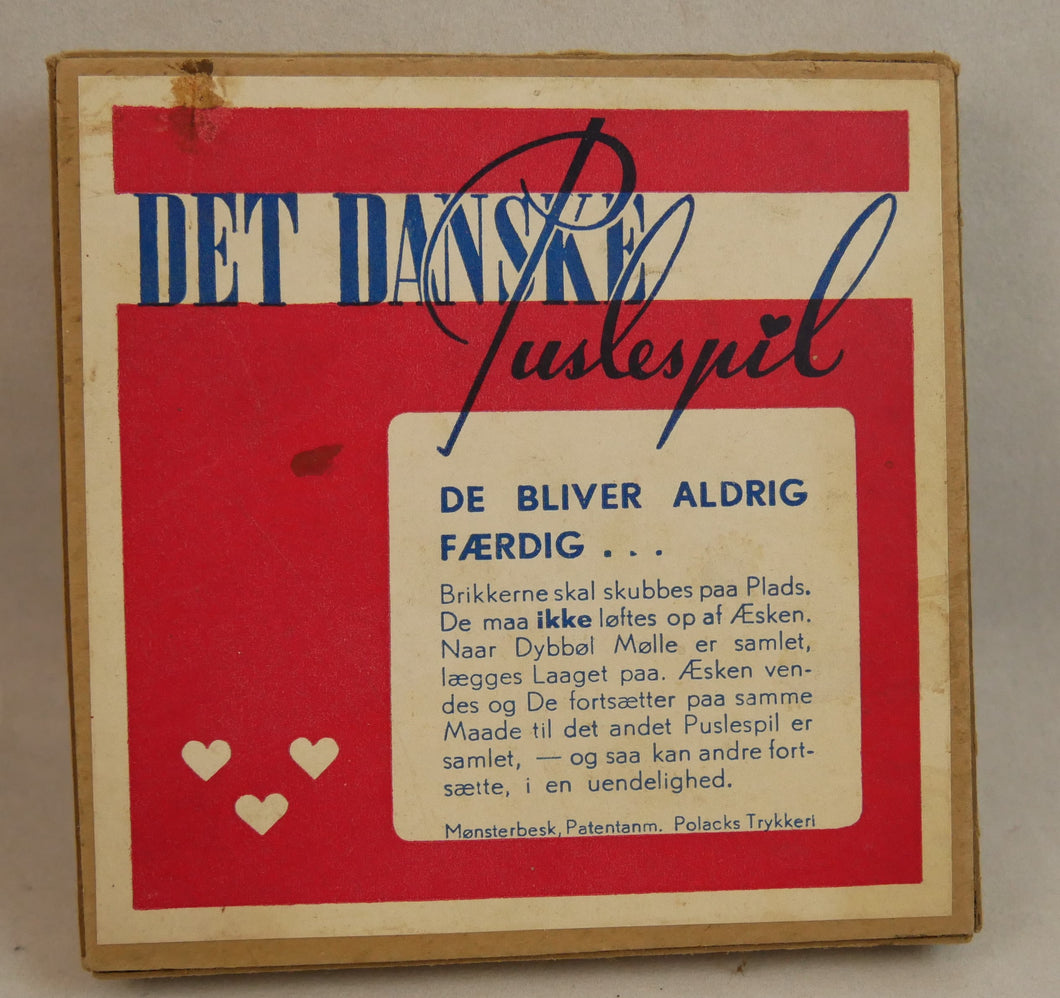 DET DANSKE
Puslespil
DE BLIVER ALDRIG
FÆRDIG . . .
Brikkerne skal skubbes paa Plads.
De maa ikke løftes op af Æsken.
Naar Dybbøl Mølle er samlet,
lægges Laaget paa. Æsken ven-
des og De fortsætter paa samme
Maade til det andet Puslespil er
samlet, — og saa kan andre fort-
sætte, i en uendelighed.
Mønsterbesk, Patentanm. Polacks Trykkeri